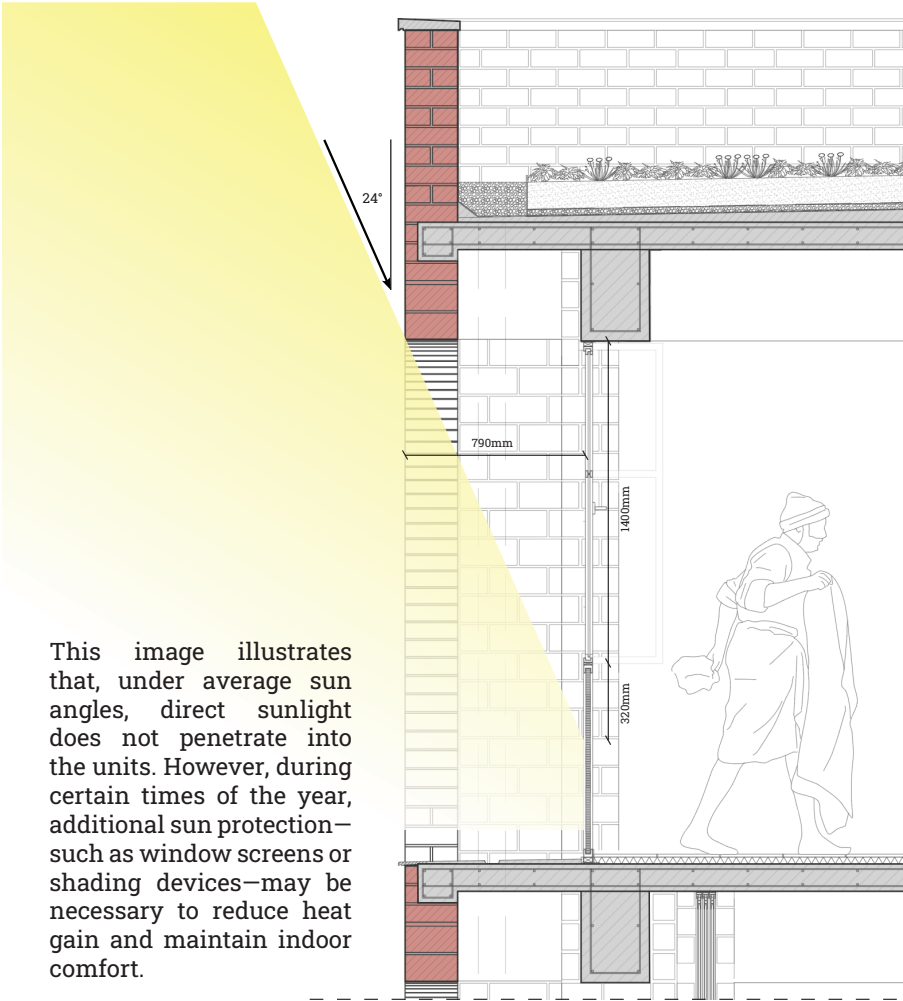 24°
790mm
1400mm
320mm
This image illustrates
that, under average sun
angles, direct sunlight
does not penetrate into
the units. However, during
certain times of the year,
additional sun protection—
such as window screens or
shading devices—may be
necessary to reduce heat
gain and maintain indoor
comfort.